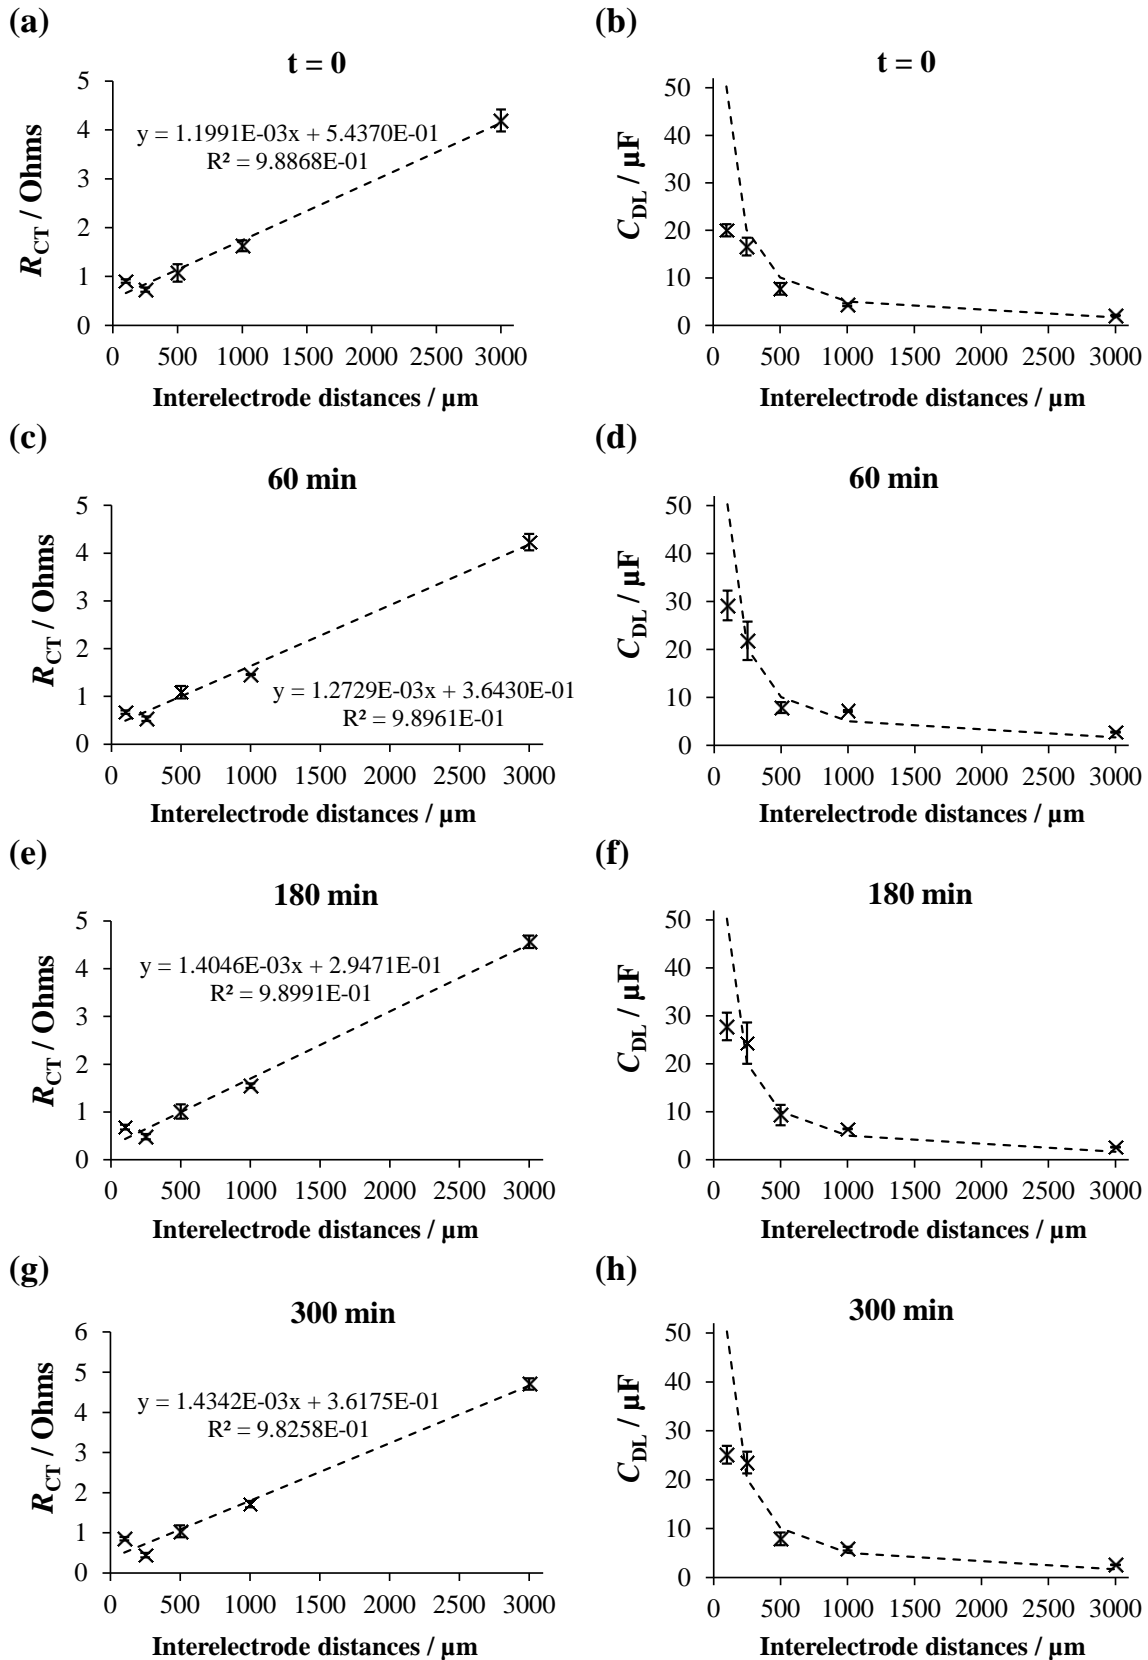 (a)
t = 0
5
4
3
2
1
0
R_CT / Ohms
y = 1.1991E-03x + 5.4370E-01
R² = 9.8868E-01
0 500 1000 1500 2000 2500 3000
Interelectrode distances / µm
(b)
t = 0
50
40
30
20
10
0
C_DL / µF
0 500 1000 1500 2000 2500 3000
Interelectrode distances / µm
(c)
60 min
5
4
3
2
1
0
R_CT / Ohms
y = 1.2729E-03x + 3.6430E-01
R² = 9.8961E-01
0 500 1000 1500 2000 2500 3000
Interelectrode distances / µm
(d)
60 min
50
40
30
20
10
0
C_DL / µF
0 500 1000 1500 2000 2500 3000
Interelectrode distances / µm
(e)
180 min
5
4
3
2
1
0
R_CT / Ohms
y = 1.4046E-03x + 2.9471E-01
R² = 9.8991E-01
0 500 1000 1500 2000 2500 3000
Interelectrode distances / µm
(f)
180 min
50
40
30
20
10
0
C_DL / µF
0 500 1000 1500 2000 2500 3000
Interelectrode distances / µm
(g)
300 min
6
5
4
3
2
1
0
R_CT / Ohms
y = 1.4342E-03x + 3.6175E-01
R² = 9.8258E-01
0 500 1000 1500 2000 2500 3000
Interelectrode distances / µm
(h)
300 min
50
40
30
20
10
0
C_DL / µF
0 500 1000 1500 2000 2500 3000
Interelectrode distances / µm